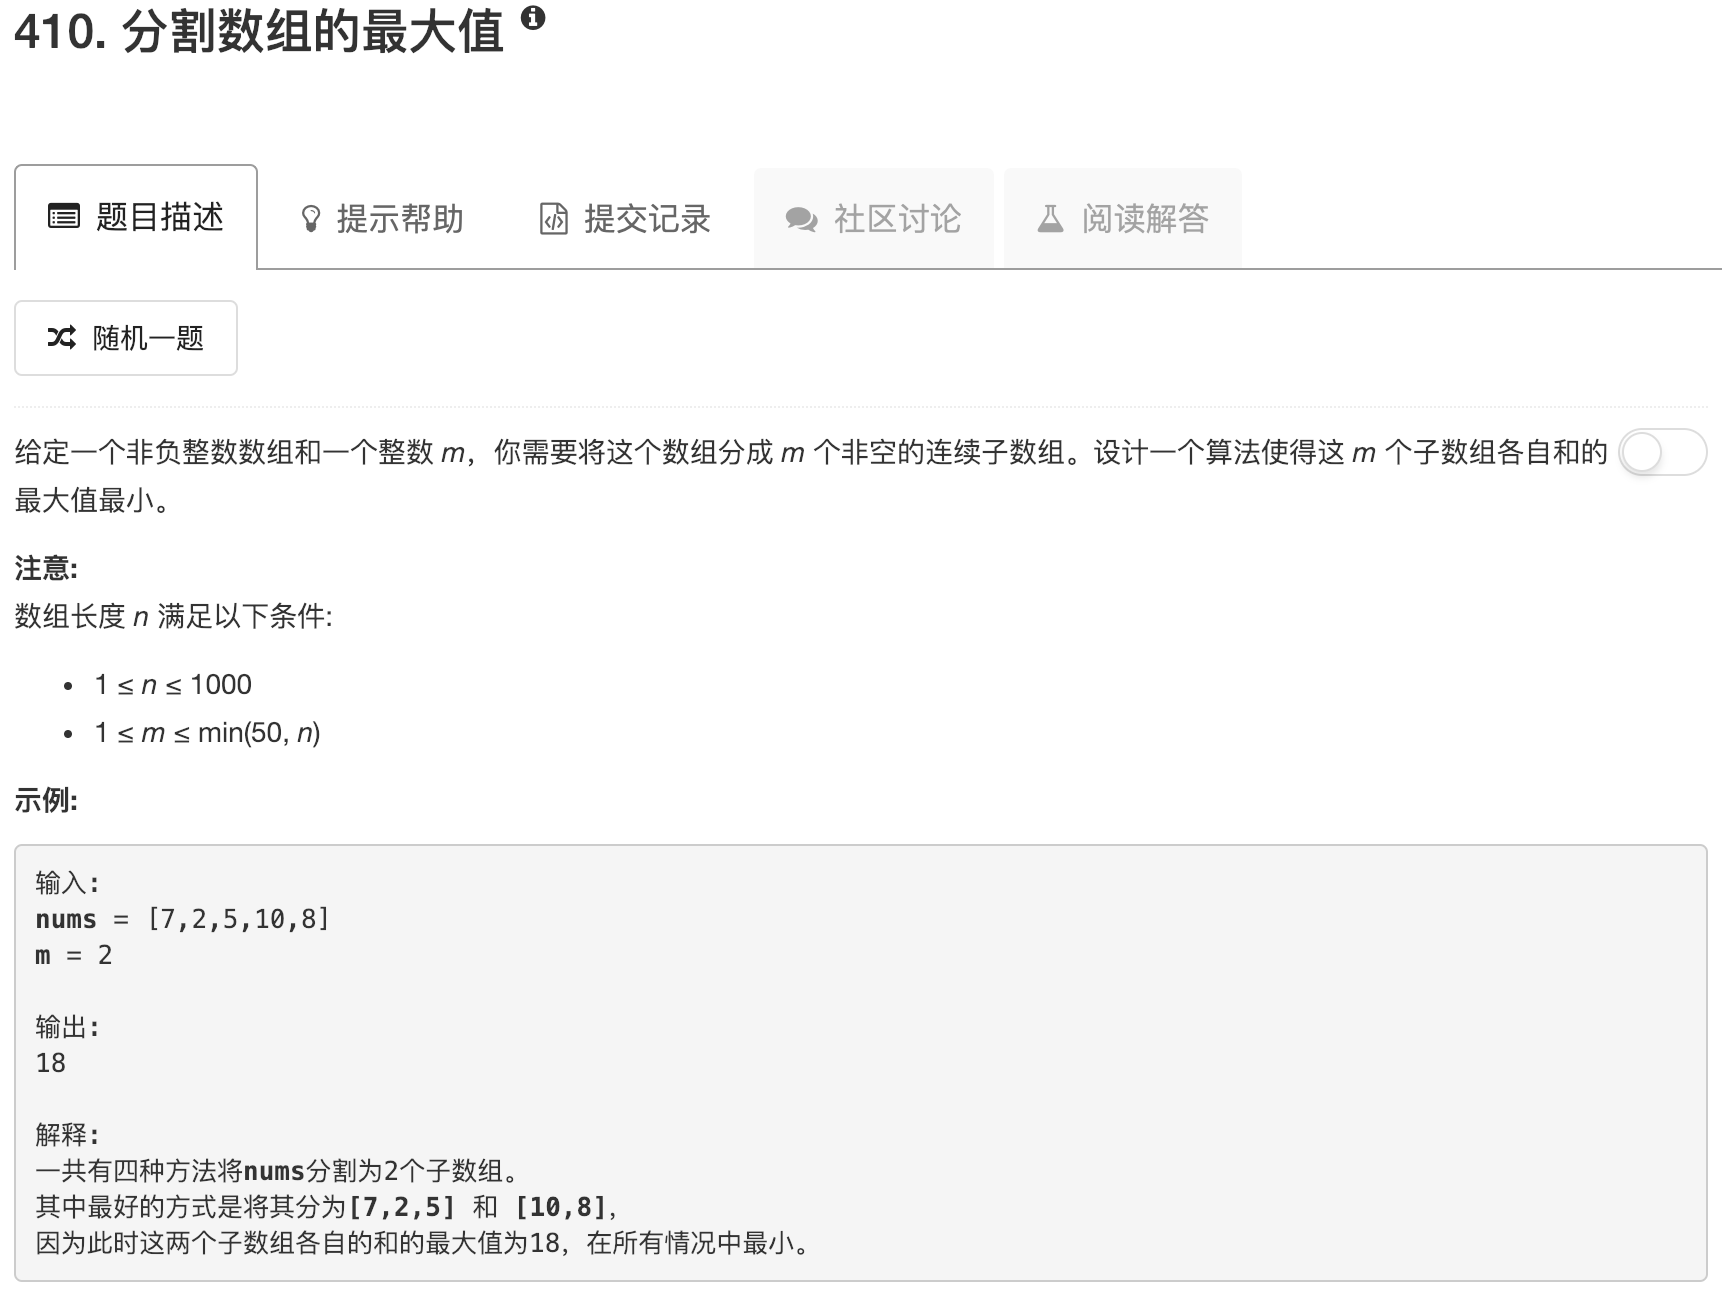 410. 分割数组的最大值
题目描述 提示帮助 提交记录 社区讨论 阅读解答
随机一题
给定一个非负整数数组和一个整数 m，你需要将这个数组分成 m 个非空的连续子数组。设计一个算法使得这 m 个子数组各自和的
最大值最小。
注意:
数组长度 n 满足以下条件:
• 1 ≤ n ≤ 1000
• 1 ≤ m ≤ min(50, n)
示例:
输入:
nums = [7,2,5,10,8]
m = 2
输出:
18
解释:
一共有四种方法将nums分割为2个子数组。
其中最好的方式是将其分为[7,2,5] 和 [10,8]，
因为此时这两个子数组各自的和的最大值为18，在所有情况中最小。